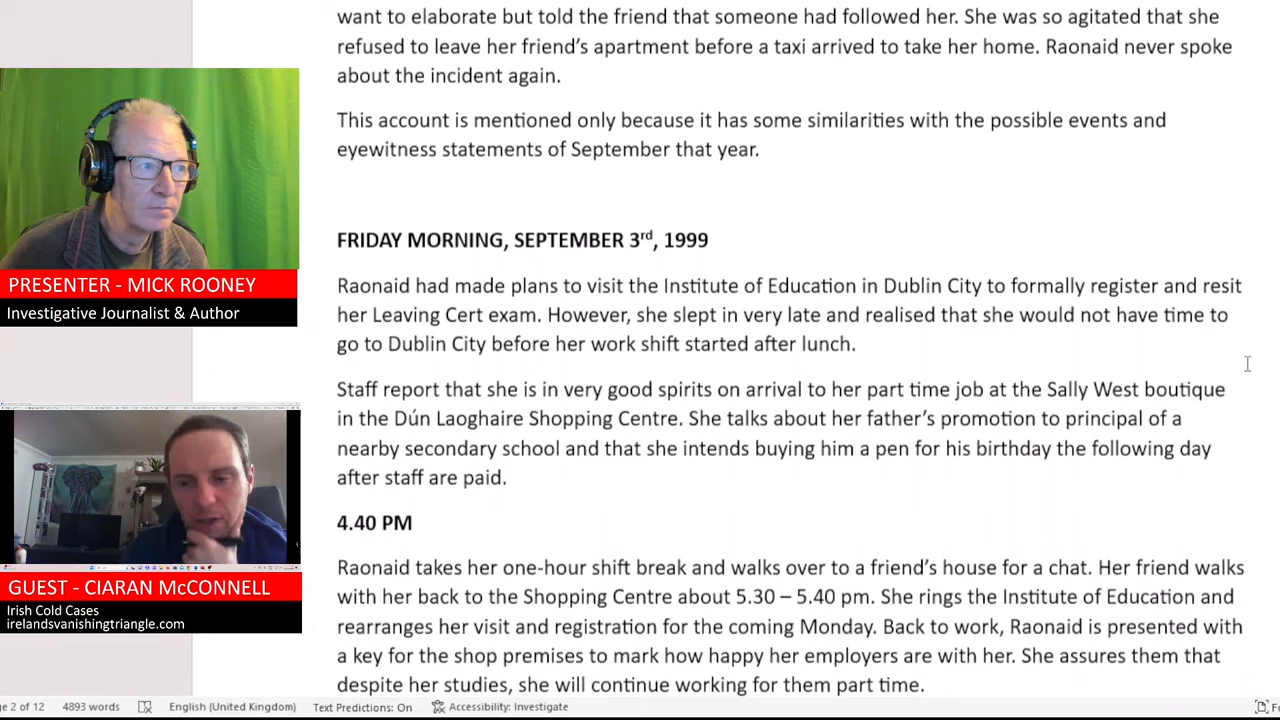 want to elaborate but told the friend that someone had followed her. She was so agitated that she
refused to leave her friend’s apartment before a taxi arrived to take her home. Raonaid never spoke
about the incident again.
This account is mentioned only because it has some similarities with the possible events and
eyewitness statements of September that year.
FRIDAY MORNING, SEPTEMBER 3rd, 1999
Raonaid had made plans to visit the Institute of Education in Dublin City to formally register and resit
her Leaving Cert exam. However, she slept in very late and realised that she would not have time to
go to Dublin City before her work shift started after lunch.
Staff report that she is in very good spirits on arrival to her part time job at the Sally West boutique
in the Dún Laoghaire Shopping Centre. She talks about her father’s promotion to principal of a
nearby secondary school and that she intends buying him a pen for his birthday the following day
after staff are paid.
4.40 PM
Raonaid takes her one-hour shift break and walks over to a friend’s house for a chat. Her friend walks
with her back to the Shopping Centre about 5.30 – 5.40 pm. She rings the Institute of Education and
rearranges her visit and registration for the coming Monday. Back to work, Raonaid is presented with
a key for the shop premises to mark how happy her employers are with her. She assures them that
despite her studies, she will continue working for them part time.
PRESENTER - MICK ROONEY
Investigative Journalist & Author
GUEST - CIARAN McCONNELL
Irish Cold Cases
irelandsvanishingtriangle.com
e 2 of 12 4893 words English (United Kingdom) Text Predictions: On Accessibility: Investigate